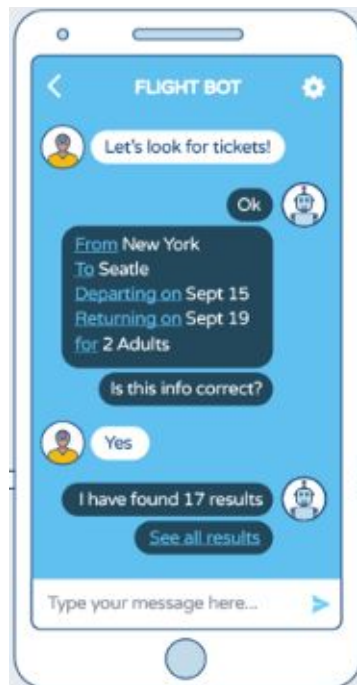 FLIGHT BOT
Let's look for tickets!
Ok
From New York
To Seatle
Departing on Sept 15
Returning on Sept 19
for 2 Adults
Is this info correct?
Yes
I have found 17 results
See all results
Type your message here...